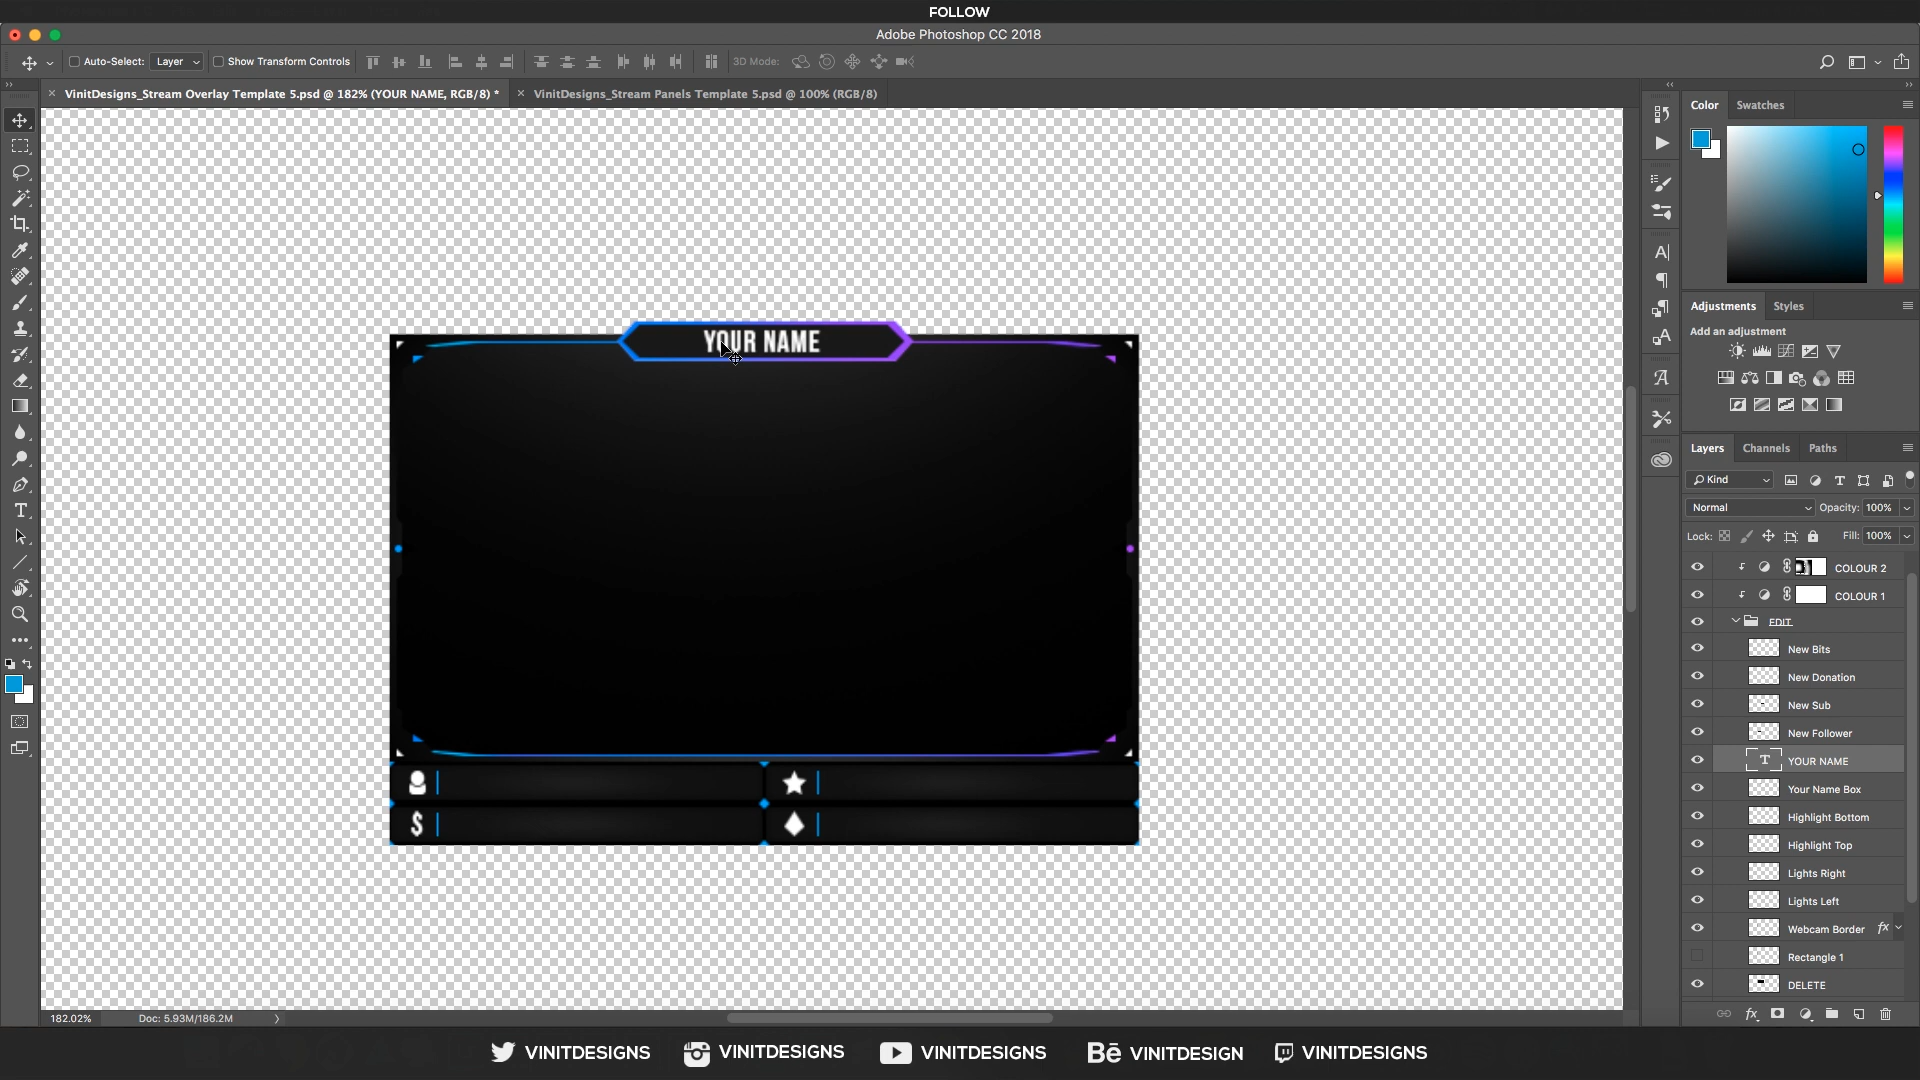 FOLLOW
Adobe Photoshop CC 2018
Auto-Select: Layer Show Transform Controls 3D Mode:
VinitDesigns_Stream Overlay Template 5.psd @ 182% (YOUR NAME, RGB/8) *
VinitDesigns_Stream Panels Template 5.psd @ 100% (RGB/8)
Color Swatches
YOUR NAME
$
Adjustments Styles
Add an adjustment
Layers Channels Paths
Kind
Normal Opacity: 100%
Lock: Fill: 100%
COLOUR 2
COLOUR 1
EDIT
New Bits
New Donation
New Sub
New Follower
T YOUR NAME
Your Name Box
Highlight Bottom
Highlight Top
Lights Right
Lights Left
Webcam Border fx
Rectangle 1
DELETE
182.02% Doc: 5.93M/186.2M
VINITDESIGNS VINITDESIGNS VINITDESIGNS Bē VINITDESIGN VINITDESIGNS